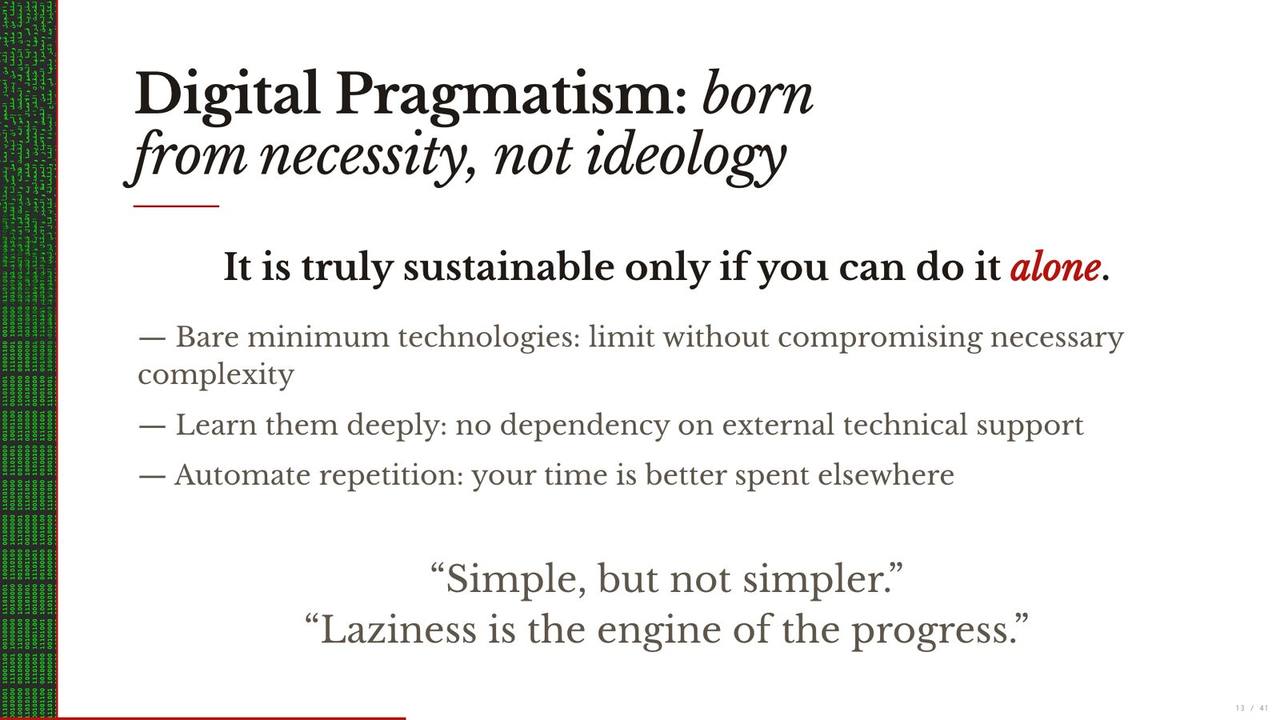 Digital Pragmatism: born
from necessity, not ideology
It is truly sustainable only if you can do it alone.
— Bare minimum technologies: limit without compromising necessary
complexity
— Learn them deeply: no dependency on external technical support
— Automate repetition: your time is better spent elsewhere
“Simple, but not simpler.”
“Laziness is the engine of the progress.”
13 / 41